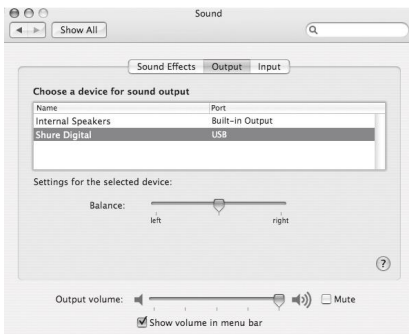 Sound
Show All
Sound Effects Output Input
Choose a device for sound output
Name Port
Internal Speakers Built-in Output
Shure Digital USB
Settings for the selected device:
Balance:
left right
?
Output volume: Mute
Show volume in menu bar